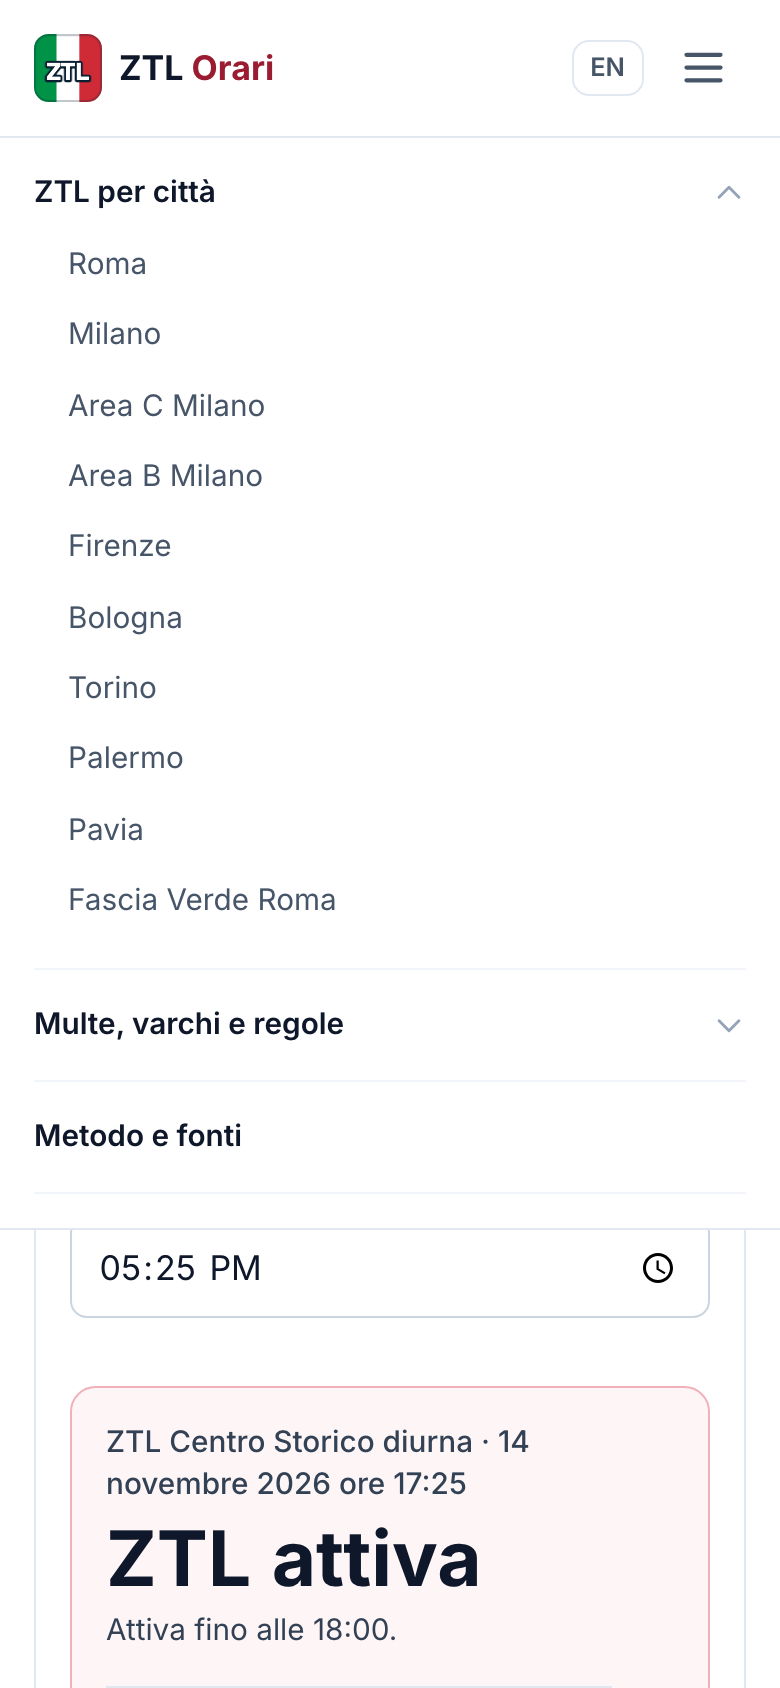 ZTL
ZTL Orari
EN
ZTL per città
Roma
Milano
Area C Milano
Area B Milano
Firenze
Bologna
Torino
Palermo
Pavia
Fascia Verde Roma
Multe, varchi e regole
Metodo e fonti
05:25 PM
ZTL Centro Storico diurna · 14
novembre 2026 ore 17:25
ZTL attiva
Attiva fino alle 18:00.